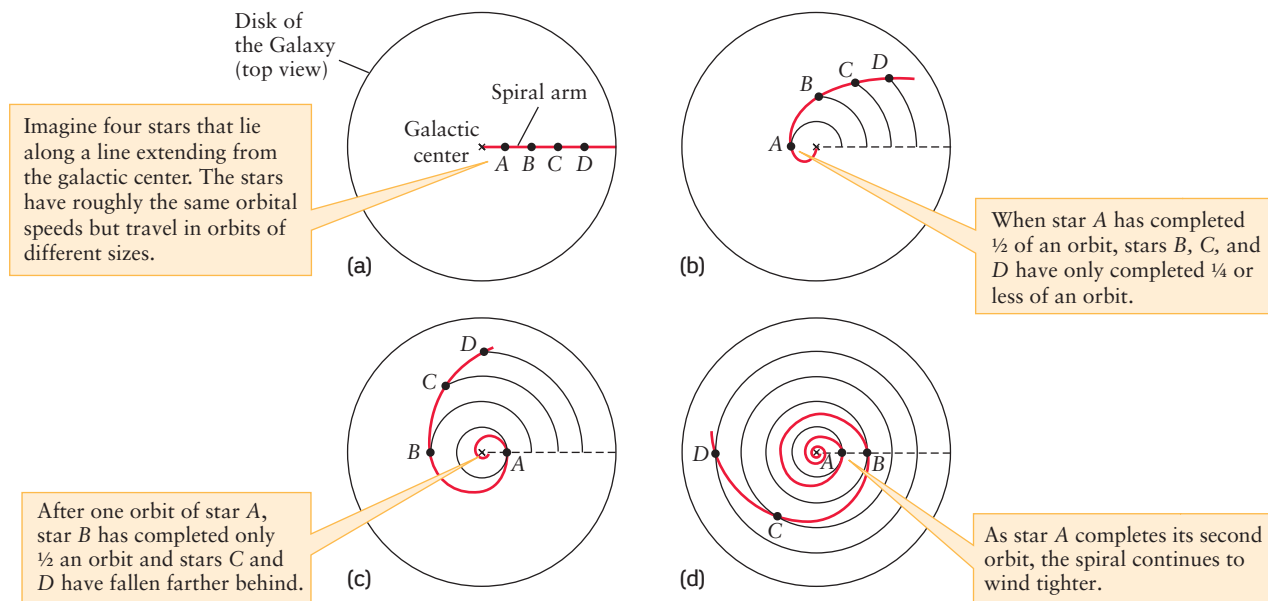 Disk of
the Galaxy
(top view)
Imagine four stars that lie
along a line extending from
the galactic center. The stars
have roughly the same orbital
speeds but travel in orbits of
different sizes.
Spiral arm
Galactic
center
A B C D
(a)
B C D
A
When star A has completed
½ of an orbit, stars B, C, and
D have only completed ¼ or
less of an orbit.
(b)
D
C
B A
After one orbit of star A,
star B has completed only
½ an orbit and stars C and
D have fallen farther behind.
(c)
D A B
C
As star A completes its second
orbit, the spiral continues to
wind tighter.
(d)